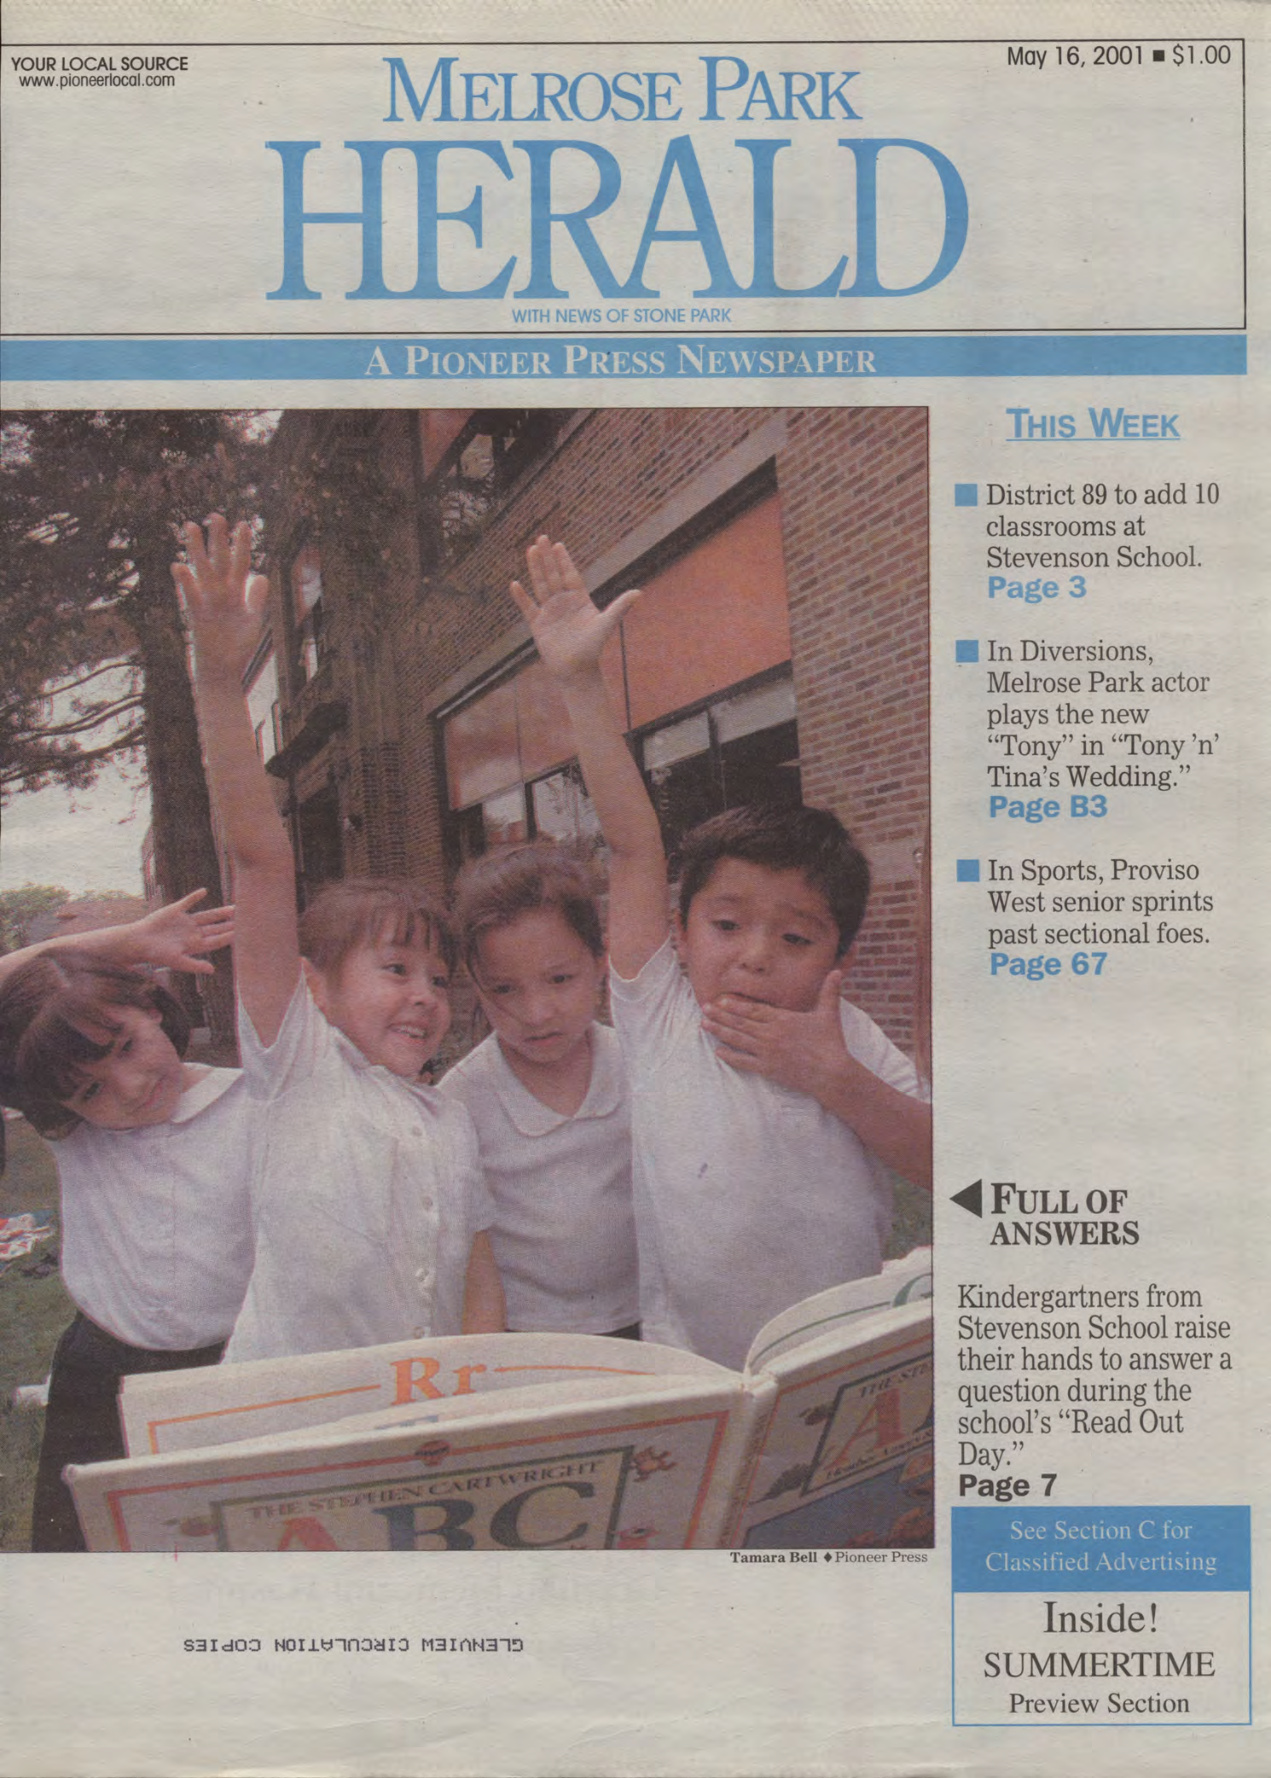 YOUR LOCAL SOURCE
www.pioneerlocal.com
May 16, 2001 ■ $1.00
MELROSE PARK
HERALD
WITH NEWS OF STONE PARK
A PIONEER PRESS NEWSPAPER
THIS WEEK
District 89 to add 10
classrooms at
Stevenson School.
Page 3
In Diversions,
Melrose Park actor
plays the new
“Tony” in “Tony ’n’
Tina’s Wedding.”
Page B3
In Sports, Proviso
West senior sprints
past sectional foes.
Page 67
FULL OF
ANSWERS
Kindergartners from
Stevenson School raise
their hands to answer a
question during the
school’s “Read Out
Day.”
Page 7
See Section C for
Classified Advertising
Inside!
SUMMERTIME
Preview Section
Rr
THE STEPHEN CARTWRIGHT
ABC
Tamara Bell ♦ Pioneer Press
GLENVIEW CIRCULATION COPIES